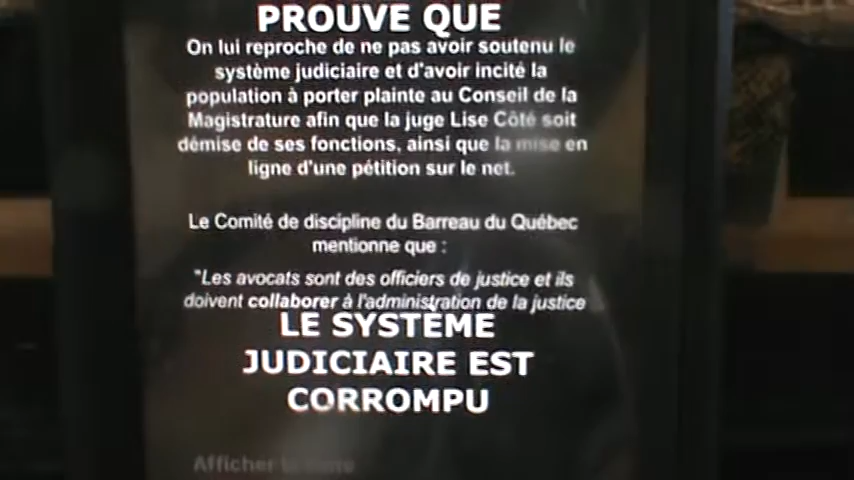 PROUVE QUE
On lui reproche de ne pas avoir soutenu le
système judiciaire et d'avoir incité la
population à porter plainte au Conseil de la
Magistrature afin que la juge Lise Côté soit
démise de ses fonctions, ainsi que la mise en
ligne d'une pétition sur le net.
Le Comité de discipline du Barreau du Québec
mentionne que :
"Les avocats sont des officiers de justice et ils
doivent collaborer à l'administration de la justice
LE SYSTÈME
JUDICIAIRE EST
CORROMPU
Afficher